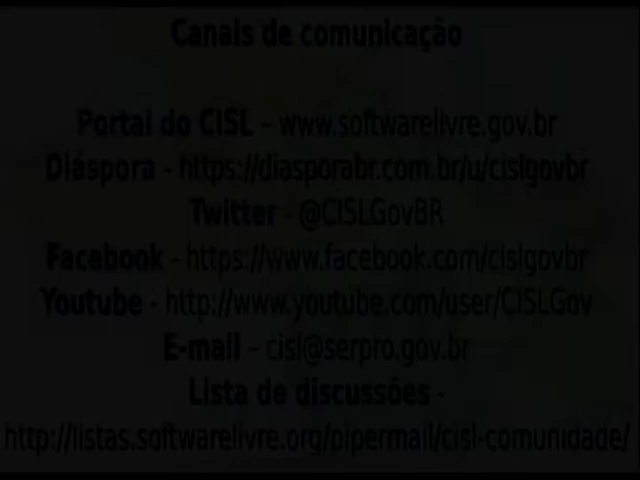 Canais de comunicação
Portal do CISL - www.softwarelivre.gov.br
Diáspora - https://diasporabr.com.br/u/cislgovbr
Twitter - @CISLGovBR
Facebook - https://www.facebook.com/cislgovbr
Youtube - http://www.youtube.com/user/CISLGov
E-mail - cisl@serpro.gov.br
Lista de discussões -
http://listas.softwarelivre.org/pipermail/cisl-comunidade/